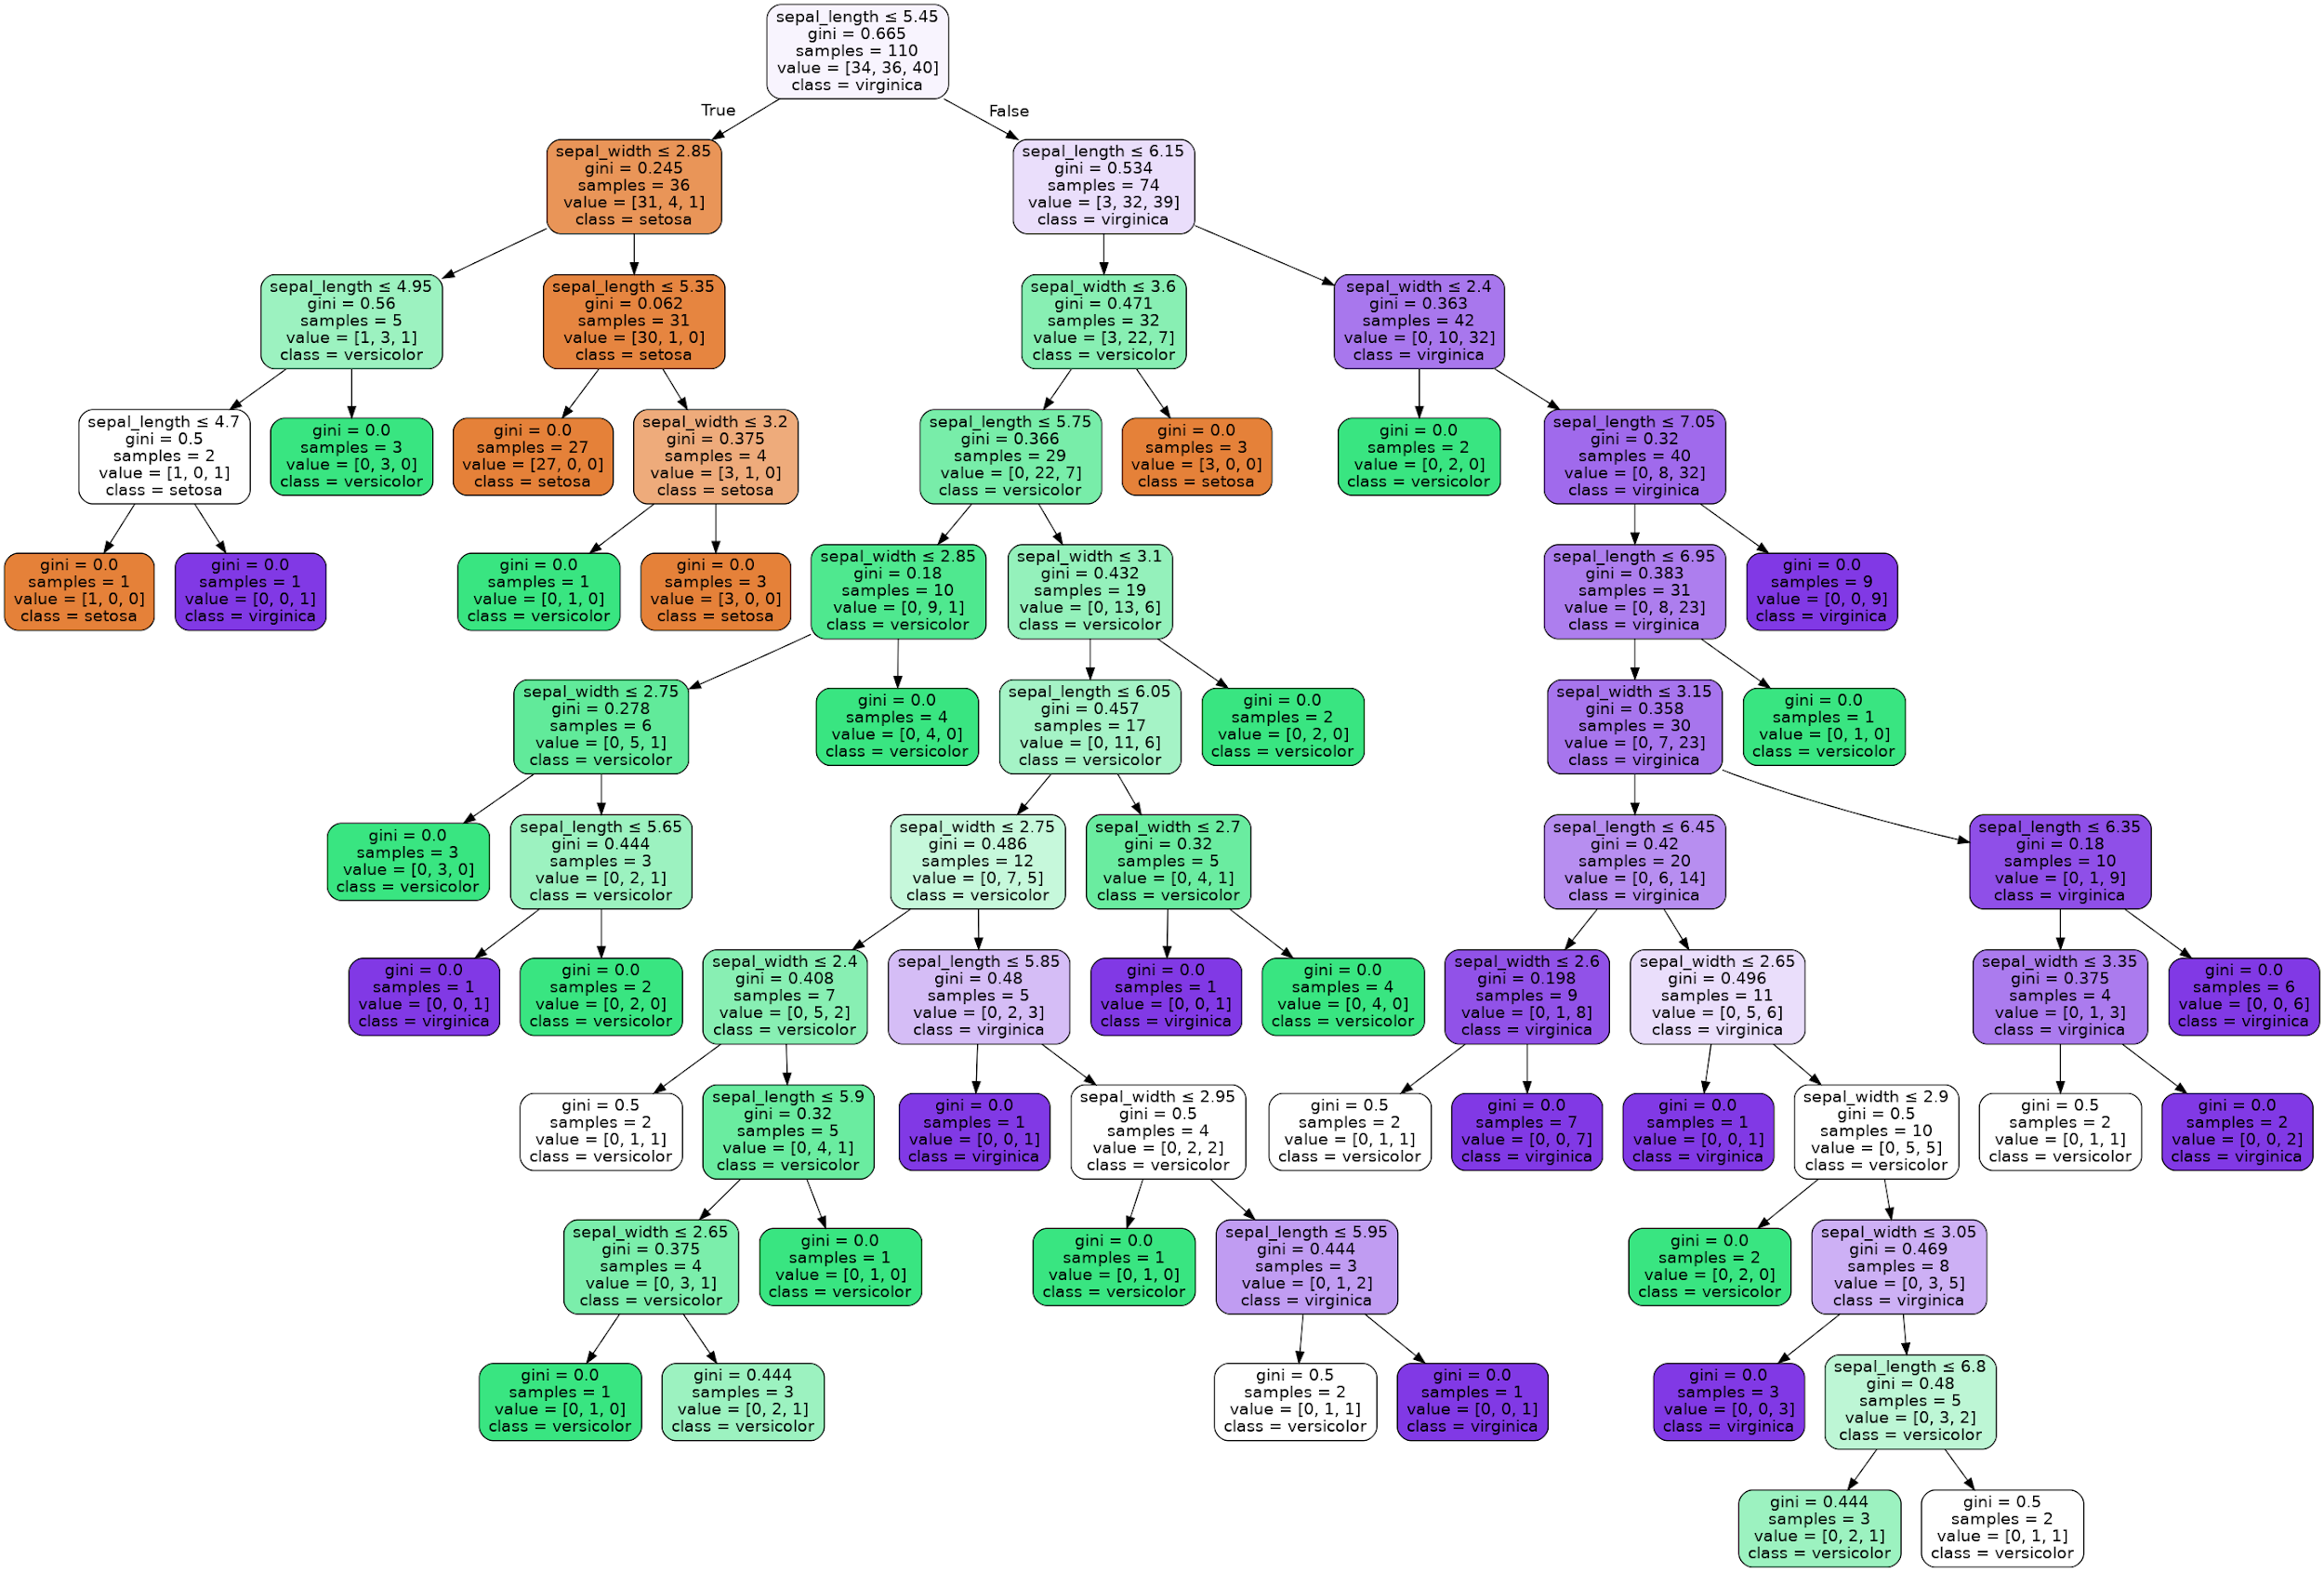 sepal_length ≤ 5.45
gini = 0.665
samples = 110
value = [34, 36, 40]
class = virginica
True
False
sepal_width ≤ 2.85
gini = 0.245
samples = 36
value = [31, 4, 1]
class = setosa
sepal_length ≤ 6.15
gini = 0.534
samples = 74
value = [3, 32, 39]
class = virginica
sepal_length ≤ 4.95
gini = 0.56
samples = 5
value = [1, 3, 1]
class = versicolor
sepal_length ≤ 5.35
gini = 0.062
samples = 31
value = [30, 1, 0]
class = setosa
sepal_width ≤ 3.6
gini = 0.471
samples = 32
value = [3, 22, 7]
class = versicolor
sepal_width ≤ 2.4
gini = 0.363
samples = 42
value = [0, 10, 32]
class = virginica
sepal_length ≤ 4.7
gini = 0.5
samples = 2
value = [1, 0, 1]
class = setosa
gini = 0.0
samples = 3
value = [0, 3, 0]
class = versicolor
gini = 0.0
samples = 27
value = [27, 0, 0]
class = setosa
sepal_width ≤ 3.2
gini = 0.375
samples = 4
value = [3, 1, 0]
class = setosa
sepal_length ≤ 5.75
gini = 0.366
samples = 29
value = [0, 22, 7]
class = versicolor
gini = 0.0
samples = 3
value = [3, 0, 0]
class = setosa
gini = 0.0
samples = 2
value = [0, 2, 0]
class = versicolor
sepal_length ≤ 7.05
gini = 0.32
samples = 40
value = [0, 8, 32]
class = virginica
gini = 0.0
samples = 1
value = [1, 0, 0]
class = setosa
gini = 0.0
samples = 1
value = [0, 0, 1]
class = virginica
gini = 0.0
samples = 1
value = [0, 1, 0]
class = versicolor
gini = 0.0
samples = 3
value = [3, 0, 0]
class = setosa
sepal_width ≤ 2.85
gini = 0.18
samples = 10
value = [0, 9, 1]
class = versicolor
sepal_width ≤ 3.1
gini = 0.432
samples = 19
value = [0, 13, 6]
class = versicolor
sepal_length ≤ 6.95
gini = 0.383
samples = 31
value = [0, 8, 23]
class = virginica
gini = 0.0
samples = 9
value = [0, 0, 9]
class = virginica
sepal_width ≤ 2.75
gini = 0.278
samples = 6
value = [0, 5, 1]
class = versicolor
gini = 0.0
samples = 4
value = [0, 4, 0]
class = versicolor
sepal_length ≤ 6.05
gini = 0.457
samples = 17
value = [0, 11, 6]
class = versicolor
gini = 0.0
samples = 2
value = [0, 2, 0]
class = versicolor
sepal_width ≤ 3.15
gini = 0.358
samples = 30
value = [0, 7, 23]
class = virginica
gini = 0.0
samples = 1
value = [0, 1, 0]
class = versicolor
gini = 0.0
samples = 3
value = [0, 3, 0]
class = versicolor
sepal_length ≤ 5.65
gini = 0.444
samples = 3
value = [0, 2, 1]
class = versicolor
sepal_width ≤ 2.75
gini = 0.486
samples = 12
value = [0, 7, 5]
class = versicolor
sepal_width ≤ 2.7
gini = 0.32
samples = 5
value = [0, 4, 1]
class = versicolor
sepal_length ≤ 6.45
gini = 0.42
samples = 20
value = [0, 6, 14]
class = virginica
sepal_length ≤ 6.35
gini = 0.18
samples = 10
value = [0, 1, 9]
class = virginica
gini = 0.0
samples = 1
value = [0, 0, 1]
class = virginica
gini = 0.0
samples = 2
value = [0, 2, 0]
class = versicolor
sepal_width ≤ 2.4
gini = 0.408
samples = 7
value = [0, 5, 2]
class = versicolor
sepal_length ≤ 5.85
gini = 0.48
samples = 5
value = [0, 2, 3]
class = virginica
gini = 0.0
samples = 1
value = [0, 0, 1]
class = virginica
gini = 0.0
samples = 4
value = [0, 4, 0]
class = versicolor
sepal_width ≤ 2.6
gini = 0.198
samples = 9
value = [0, 1, 8]
class = virginica
sepal_width ≤ 2.65
gini = 0.496
samples = 11
value = [0, 5, 6]
class = virginica
sepal_width ≤ 3.35
gini = 0.375
samples = 4
value = [0, 1, 3]
class = virginica
gini = 0.0
samples = 6
value = [0, 0, 6]
class = virginica
gini = 0.5
samples = 2
value = [0, 1, 1]
class = versicolor
sepal_length ≤ 5.9
gini = 0.32
samples = 5
value = [0, 4, 1]
class = versicolor
gini = 0.0
samples = 1
value = [0, 0, 1]
class = virginica
sepal_width ≤ 2.95
gini = 0.5
samples = 4
value = [0, 2, 2]
class = versicolor
gini = 0.5
samples = 2
value = [0, 1, 1]
class = versicolor
gini = 0.0
samples = 7
value = [0, 0, 7]
class = virginica
gini = 0.0
samples = 1
value = [0, 0, 1]
class = virginica
sepal_width ≤ 2.9
gini = 0.5
samples = 10
value = [0, 5, 5]
class = versicolor
gini = 0.5
samples = 2
value = [0, 1, 1]
class = versicolor
gini = 0.0
samples = 2
value = [0, 0, 2]
class = virginica
sepal_width ≤ 2.65
gini = 0.375
samples = 4
value = [0, 3, 1]
class = versicolor
gini = 0.0
samples = 1
value = [0, 1, 0]
class = versicolor
gini = 0.0
samples = 1
value = [0, 1, 0]
class = versicolor
sepal_length ≤ 5.95
gini = 0.444
samples = 3
value = [0, 1, 2]
class = virginica
gini = 0.0
samples = 2
value = [0, 2, 0]
class = versicolor
sepal_width ≤ 3.05
gini = 0.469
samples = 8
value = [0, 3, 5]
class = virginica
gini = 0.0
samples = 1
value = [0, 1, 0]
class = versicolor
gini = 0.444
samples = 3
value = [0, 2, 1]
class = versicolor
gini = 0.5
samples = 2
value = [0, 1, 1]
class = versicolor
gini = 0.0
samples = 1
value = [0, 0, 1]
class = virginica
gini = 0.0
samples = 3
value = [0, 0, 3]
class = virginica
sepal_length ≤ 6.8
gini = 0.48
samples = 5
value = [0, 3, 2]
class = versicolor
gini = 0.444
samples = 3
value = [0, 2, 1]
class = versicolor
gini = 0.5
samples = 2
value = [0, 1, 1]
class = versicolor